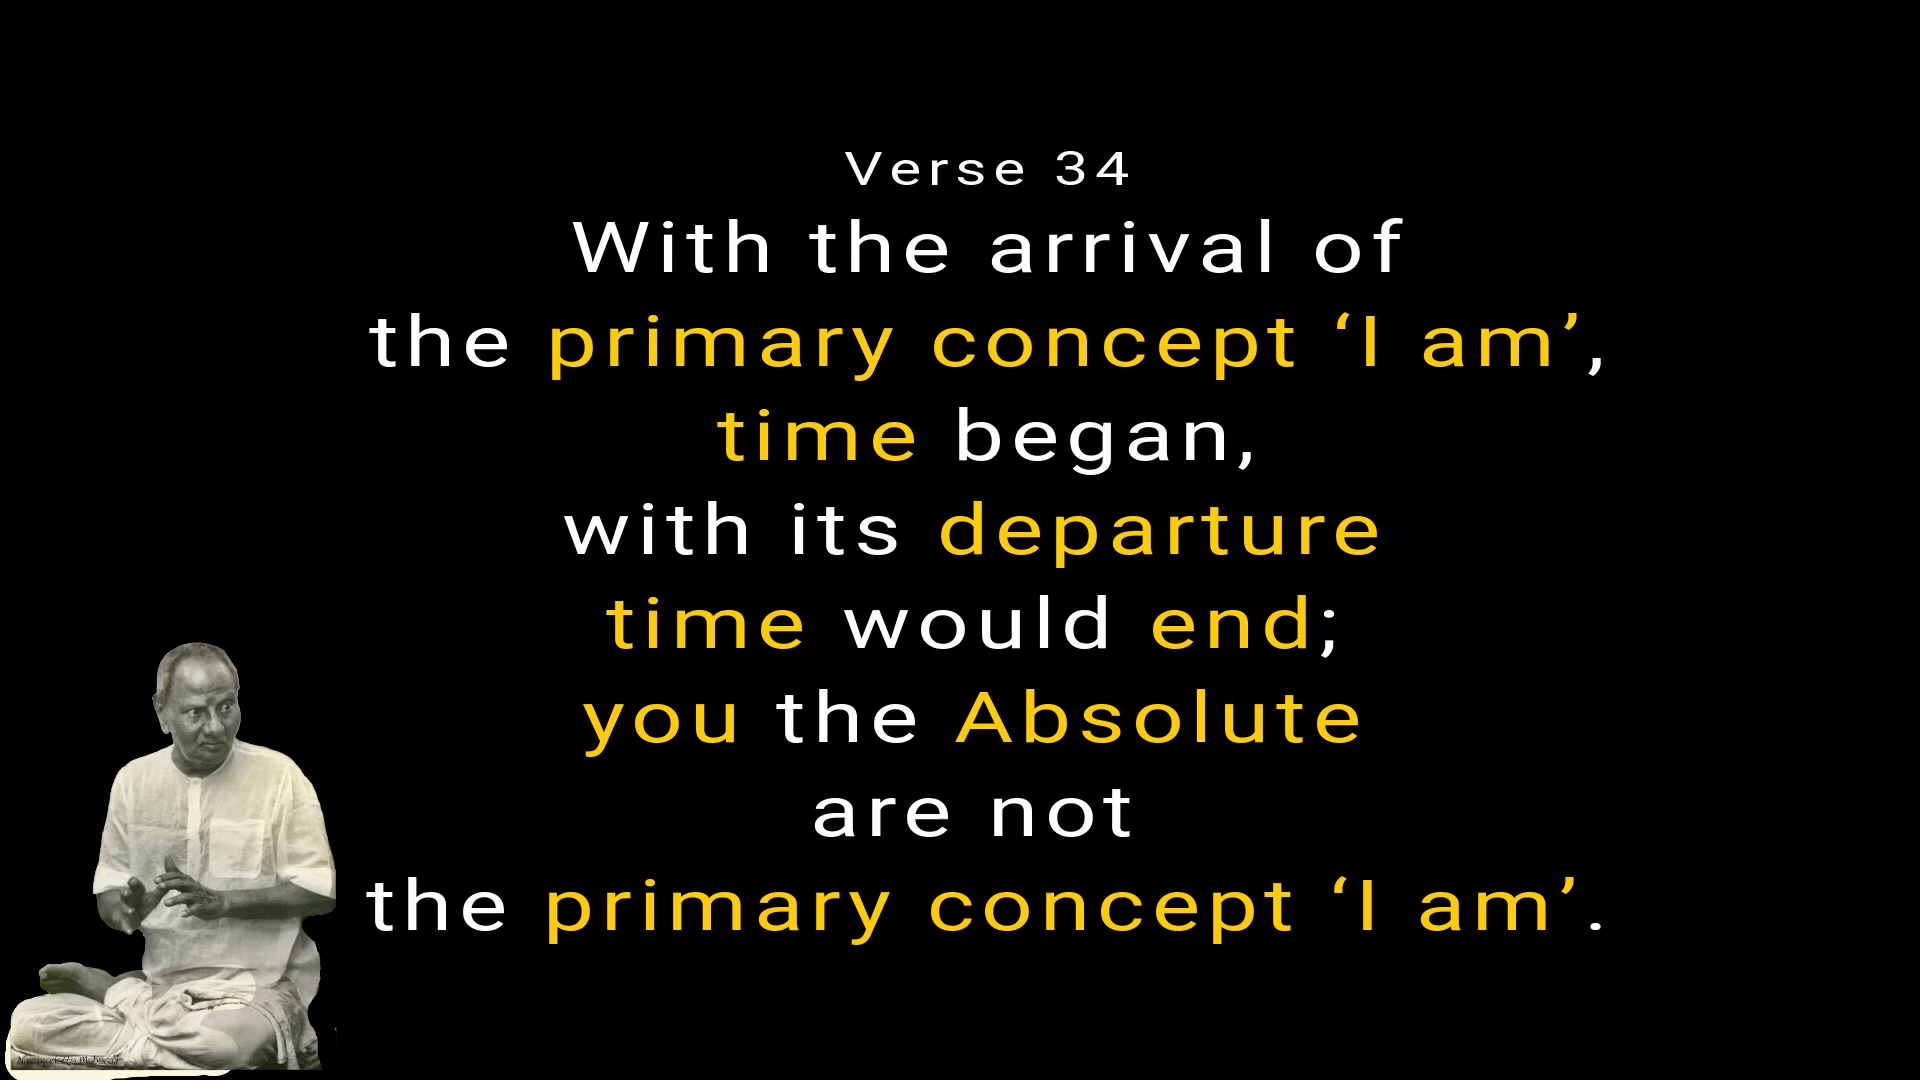 Verse 34
With the arrival of
the primary concept ‘I am’,
time began,
with its departure
time would end;
you the Absolute
are not
the primary concept ‘I am’.